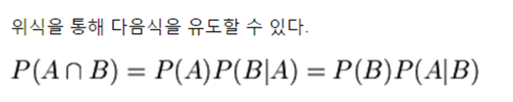 위식을 통해 다음식을 유도할 수 있다.
P(A ∩ B) = P(A)P(B|A) = P(B)P(A|B)